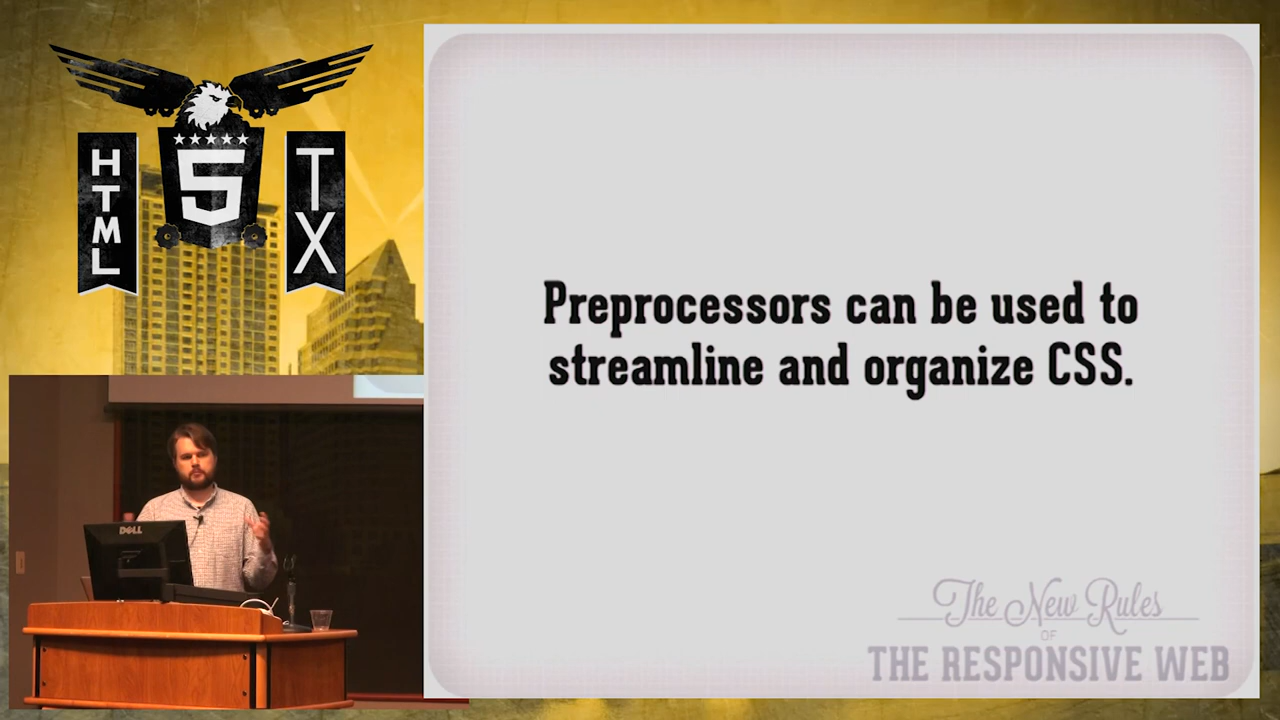 HTML
5
TX
Preprocessors can be used to
streamline and organize CSS.
DELL
The New Rules
OF
THE RESPONSIVE WEB